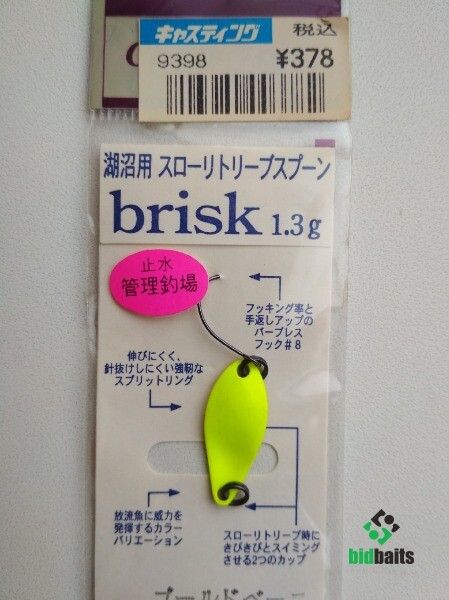 キャスティング 税込
9398 ¥378
湖沼用 スローリトリーブスプーン
brisk 1.3g
止水
管理釣場
フッキング率と
手返しアップの
バーブレス
フック#8
伸びにくく、
針抜けしにくい強靭な
スプリットリング
放流魚に威力を
発揮するカラー
バリエーション
スローリトリーブ時に
きびきびとスイミング
させる2つのカップ
bidbaits